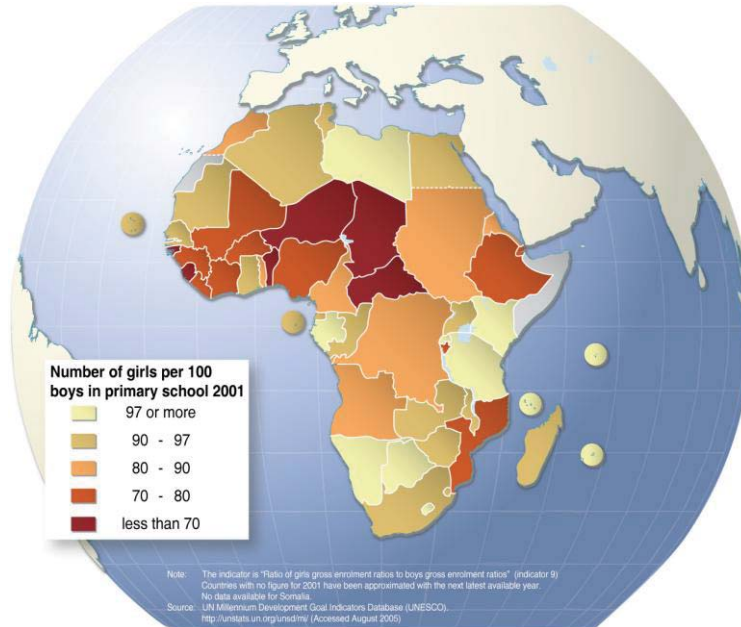 Number of girls per 100
boys in primary school 2001
97 or more
90 - 97
80 - 90
70 - 80
less than 70
Note: The indicator is "Ratio of girls gross enrolment ratios to boys gross enrolment ratios" (indicator 9)
Countries with no figure for 2001 have been approximated with the next latest available year.
No data available for Somalia.
Source: UN Millennium Development Goal Indicators Database (UNESCO).
http://unstats.un.org/unsd/mi/ (Accessed August 2005)